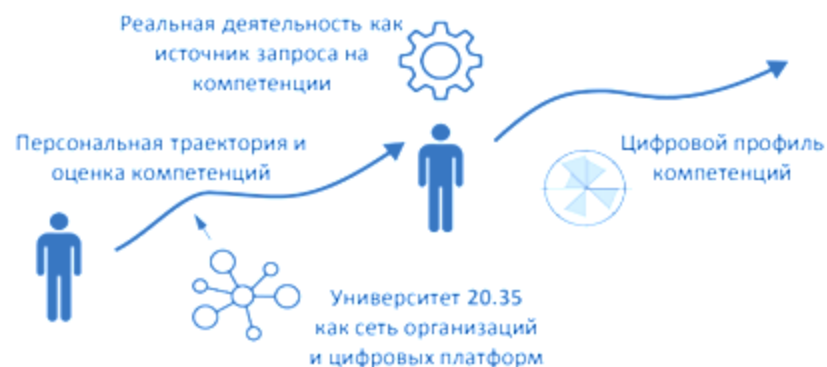 Реальная деятельность как
источник запроса на
компетенции
Персональная траектория и
оценка компетенций
Цифровой профиль
компетенций
Университет 20.35
как сеть организаций
и цифровых платформ